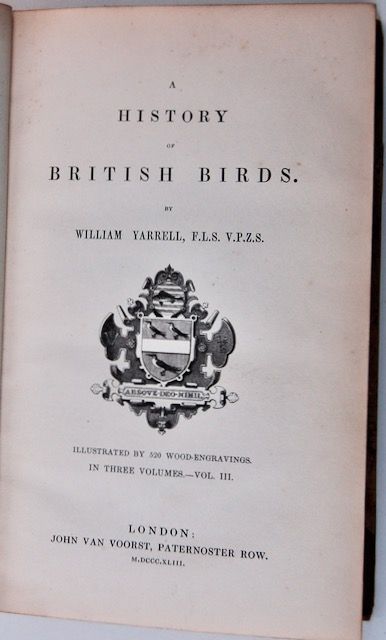 A
HISTORY
OF
BRITISH BIRDS.
BY
WILLIAM YARRELL, F.L.S. V.P.Z.S.
ABSQUE·DEO·NIHIL
ILLUSTRATED BY 520 WOOD-ENGRAVINGS.
IN THREE VOLUMES.—VOL. III.
LONDON:
JOHN VAN VOORST, PATERNOSTER ROW.
M.DCCC.XLIII.